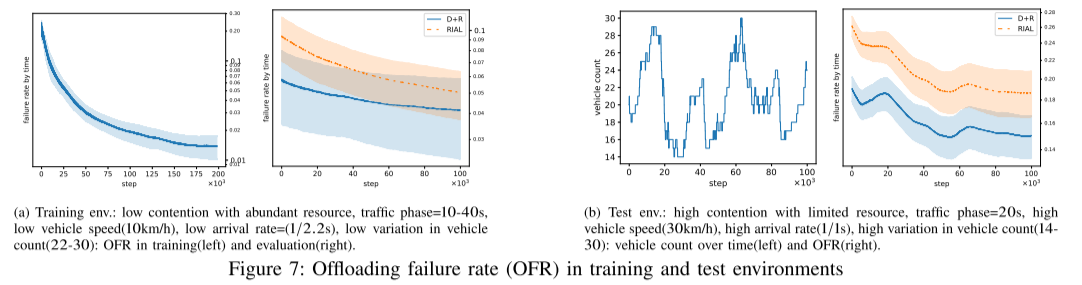 0.30
0.20
0.1
0.09
0.08
0.07
0.06
0.05
0.04
0.03
0.02
0.01
failure rate by time
0 25 50 75 100 125 150 175 200
step
×10³
D+R
RIAL
0.1
0.09
0.08
0.07
0.06
0.05
0.04
0.03
failure rate by time
0 20 40 60 80 100
step
×10³
30
28
26
24
22
20
18
16
14
vehicle count
0 20 40 60 80 100
step
×10³
D+R
RIAL
0.28
0.26
0.24
0.22
0.20
0.18
0.16
0.14
failure rate by time
0 20 40 60 80 100
step
×10³
(a) Training env.: low contention with abundant resource, traffic phase=10-40s,
low vehicle speed(10km/h), low arrival rate=(1/2.2s), low variation in vehicle
count(22-30): OFR in training(left) and evaluation(right).
(b) Test env.: high contention with limited resource, traffic phase=20s, high
vehicle speed(30km/h), high arrival rate(1/1s), high variation in vehicle count(14-
30): vehicle count over time(left) and OFR(right).
Figure 7: Offloading failure rate (OFR) in training and test environments